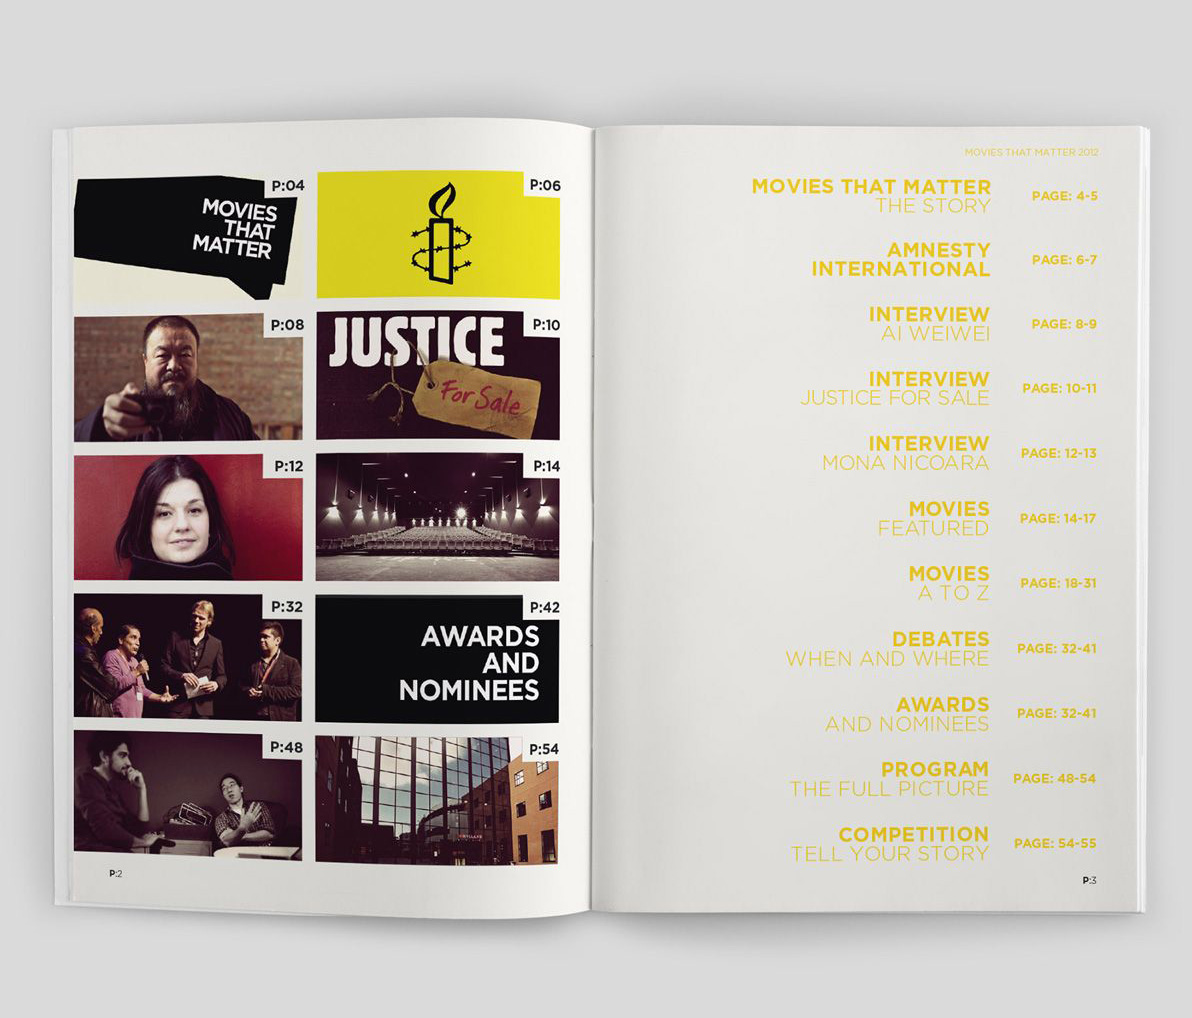 P:04
MOVIES
THAT
MATTER
P:06
P:08
P:10
JUSTICE
For Sale
P:12
P:14
P:32
P:42
AWARDS
AND
NOMINEES
P:48
P:54
P:2
MOVIES THAT MATTER 2012
MOVIES THAT MATTER
THE STORY
PAGE: 4-5
AMNESTY
INTERNATIONAL
PAGE: 6-7
INTERVIEW
AI WEIWEI
PAGE: 8-9
INTERVIEW
JUSTICE FOR SALE
PAGE: 10-11
INTERVIEW
MONA NICOARA
PAGE: 12-13
MOVIES
FEATURED
PAGE: 14-17
MOVIES
A TO Z
PAGE: 18-31
DEBATES
WHEN AND WHERE
PAGE: 32-41
AWARDS
AND NOMINEES
PAGE: 32-41
PROGRAM
THE FULL PICTURE
PAGE: 48-54
COMPETITION
TELL YOUR STORY
PAGE: 54-55
P:3